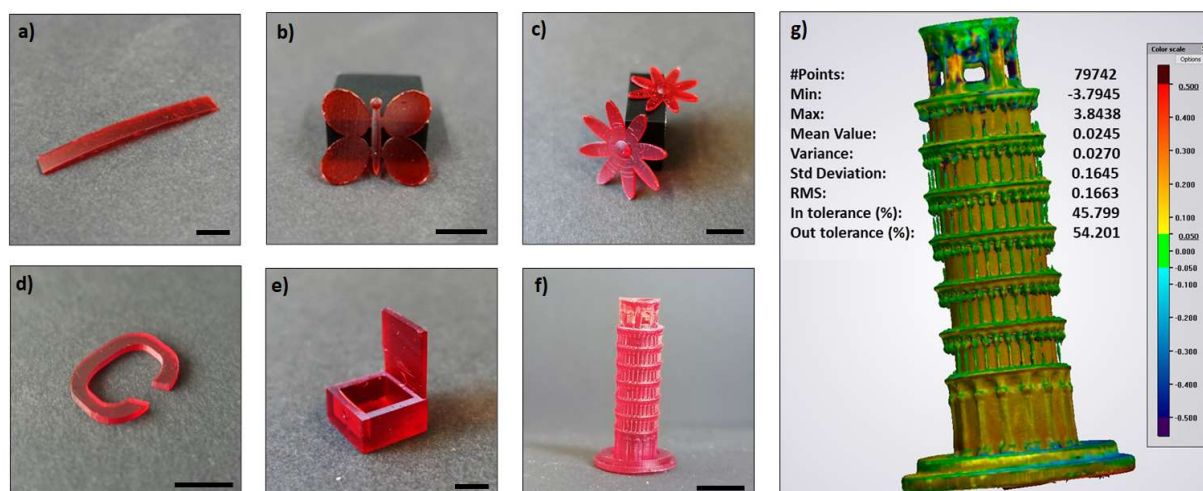 a)
b)
c)
d)
e)
f)
g)
#Points: 79742
Min: -3.7945
Max: 3.8438
Mean Value: 0.0245
Variance: 0.0270
Std Deviation: 0.1645
RMS: 0.1663
In tolerance (%): 45.799
Out tolerance (%): 54.201
Color scale
Options
0.500
0.400
0.300
0.200
0.100
0.050
-0.050
-0.100
-0.200
-0.300
-0.400
-0.500